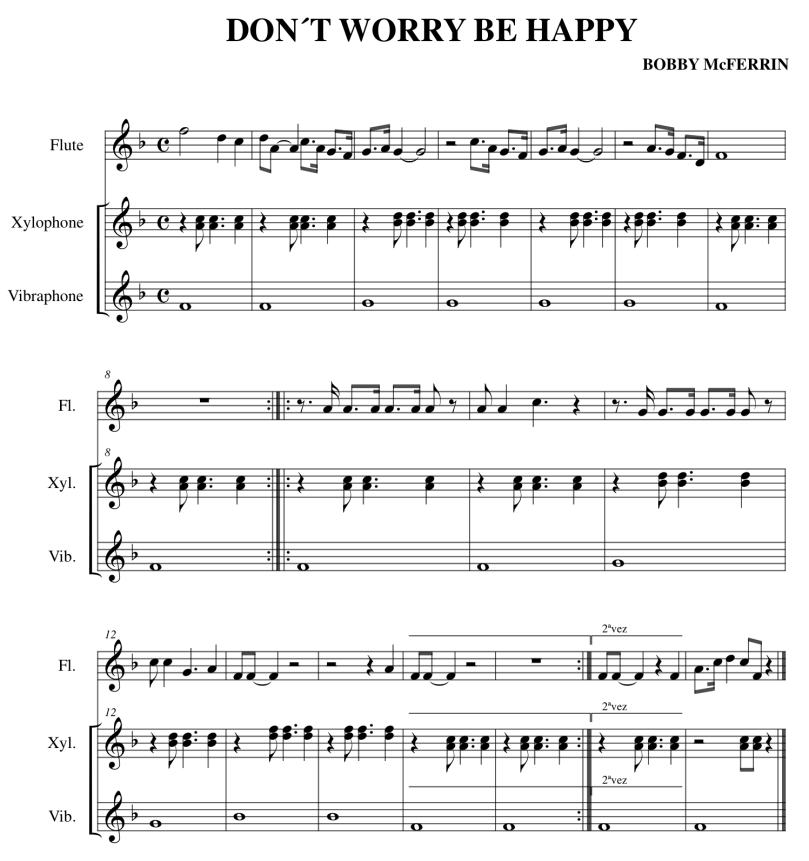 DON´T WORRY BE HAPPY
BOBBY McFERRIN
Flute
Xylophone
Vibraphone
8
Fl.
8
Xyl.
Vib.
12
2ªvez
Fl.
12
2ªvez
Xyl.
2ªvez
Vib.